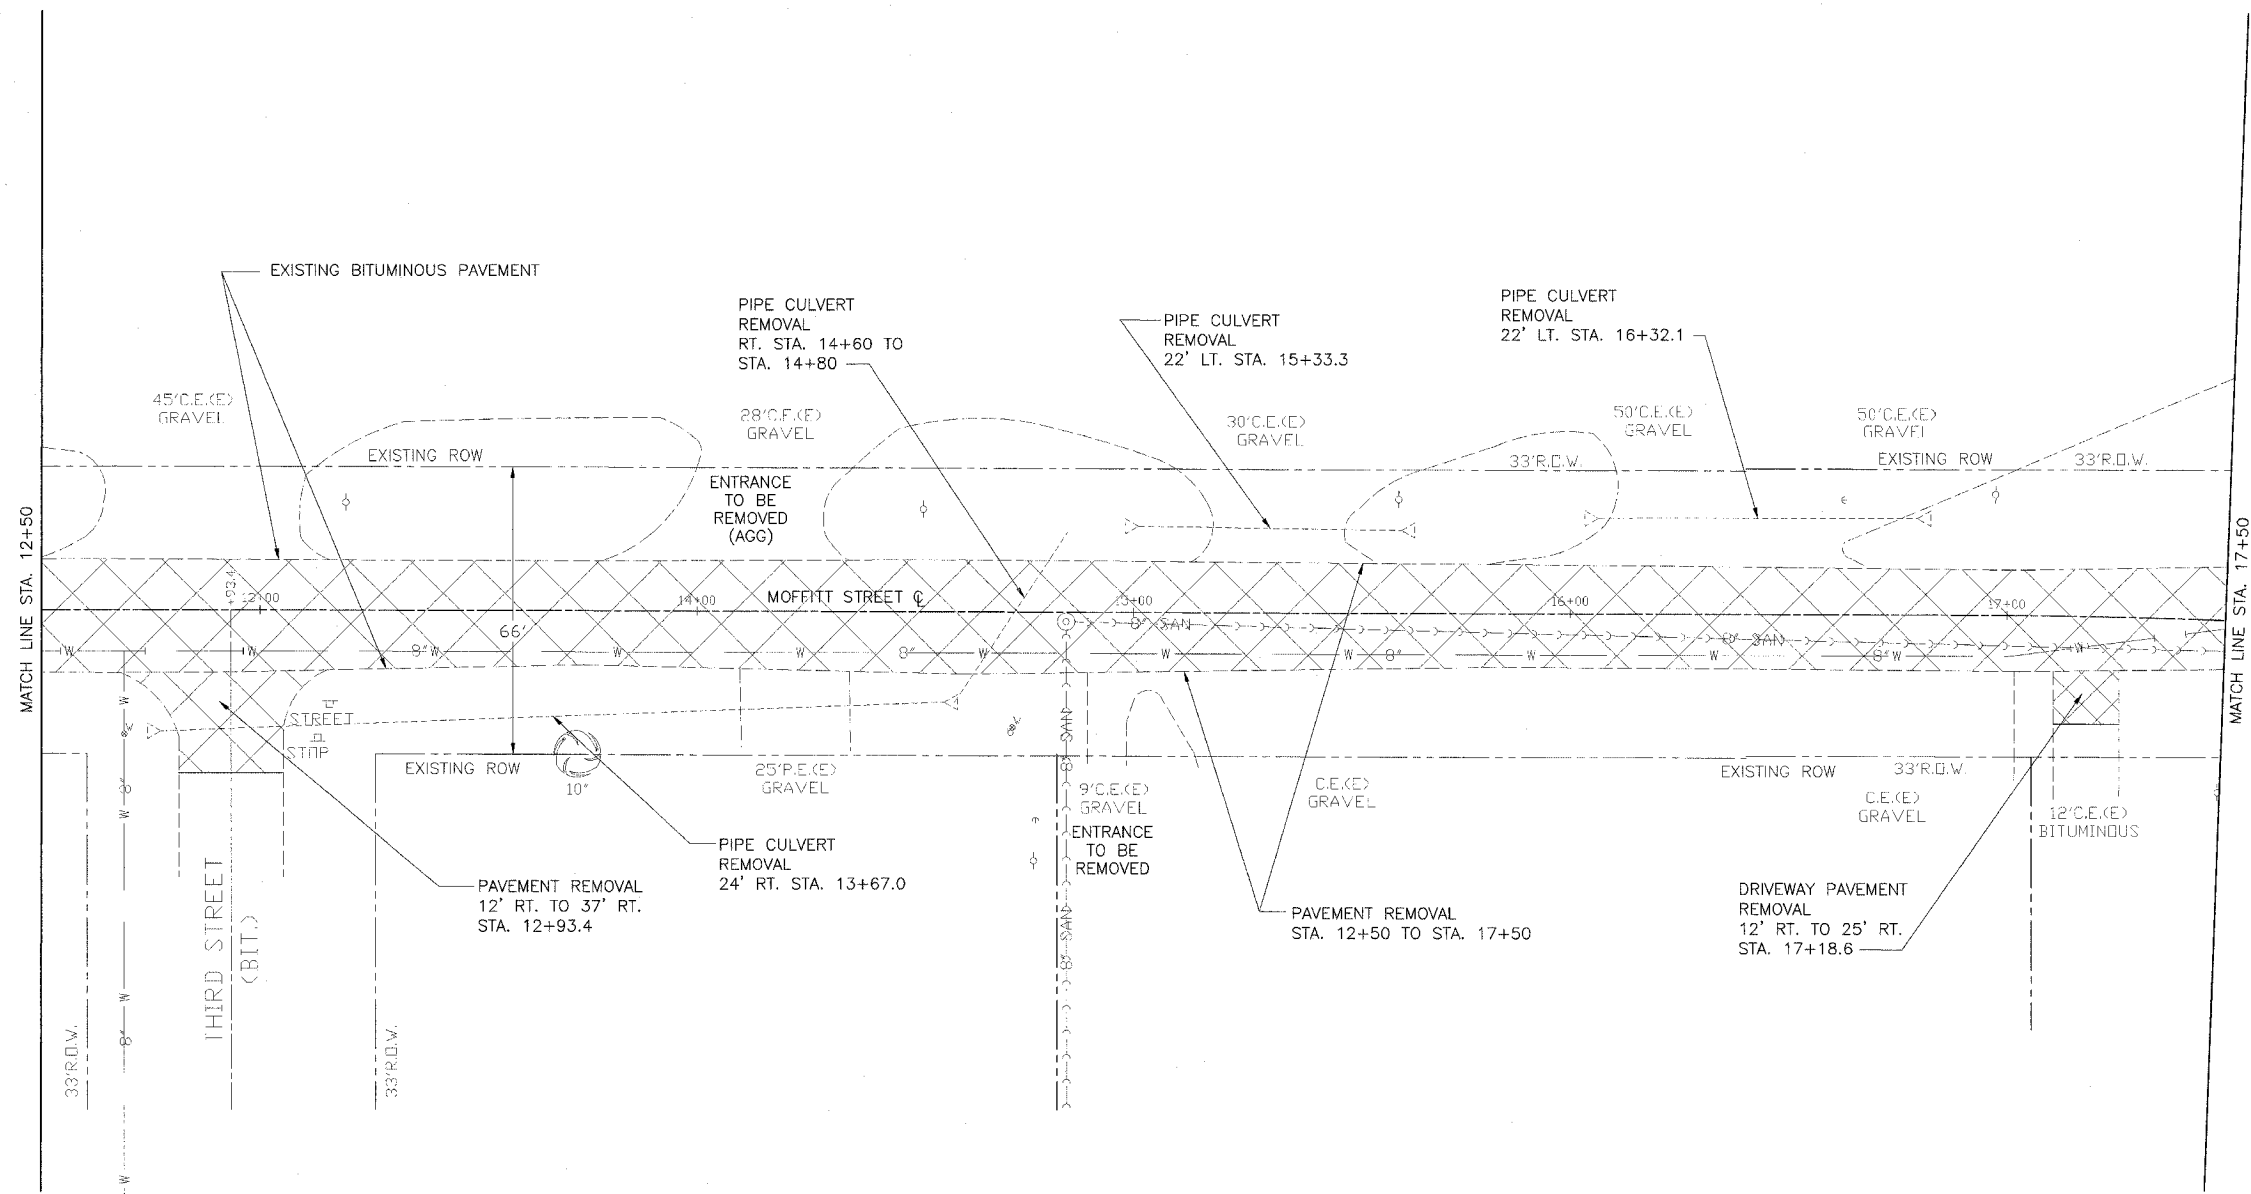 EXISTING BITUMINOUS PAVEMENT
PIPE CULVERT
REMOVAL
RT. STA. 14+60 TO
STA. 14+80
PIPE CULVERT
REMOVAL
22' LT. STA. 15+33.3
PIPE CULVERT
REMOVAL
22' LT. STA. 16+32.1
45'C.E.(E)
GRAVEL
28'C.E.(E)
GRAVEL
30'C.E.(E)
GRAVEL
50'C.E.(E)
GRAVEL
50'C.E.(E)
GRAVEL
EXISTING ROW
33'R.O.W.
EXISTING ROW
33'R.O.W.
ENTRANCE
TO BE
REMOVED
(AGG)
MATCH LINE STA. 12+50
MATCH LINE STA. 17+50
+93.4
14+00
MOFFITT STREET ℄
15+00
16+00
17+00
66'
8" SAN
8" SAN
W
W
8"W
W
W
8"
W
W
W
8"
W
W
8"W
W
STREET
STOP
W
8"
W
W
8"
W
EXISTING ROW
10"
25'P.E.(E)
GRAVEL
SAN
8"
SAN
8"
9'C.E.(E)
GRAVEL
ENTRANCE
TO BE
REMOVED
C.E.(E)
GRAVEL
EXISTING ROW
33'R.O.W.
C.E.(E)
GRAVEL
12'C.E.(E)
BITUMINOUS
PIPE CULVERT
REMOVAL
24' RT. STA. 13+67.0
PAVEMENT REMOVAL
12' RT. TO 37' RT.
STA. 12+93.4
PAVEMENT REMOVAL
STA. 12+50 TO STA. 17+50
DRIVEWAY PAVEMENT
REMOVAL
12' RT. TO 25' RT.
STA. 17+18.6
THIRD STREET
(BIT.)
33'R.O.W.
33'R.O.W.